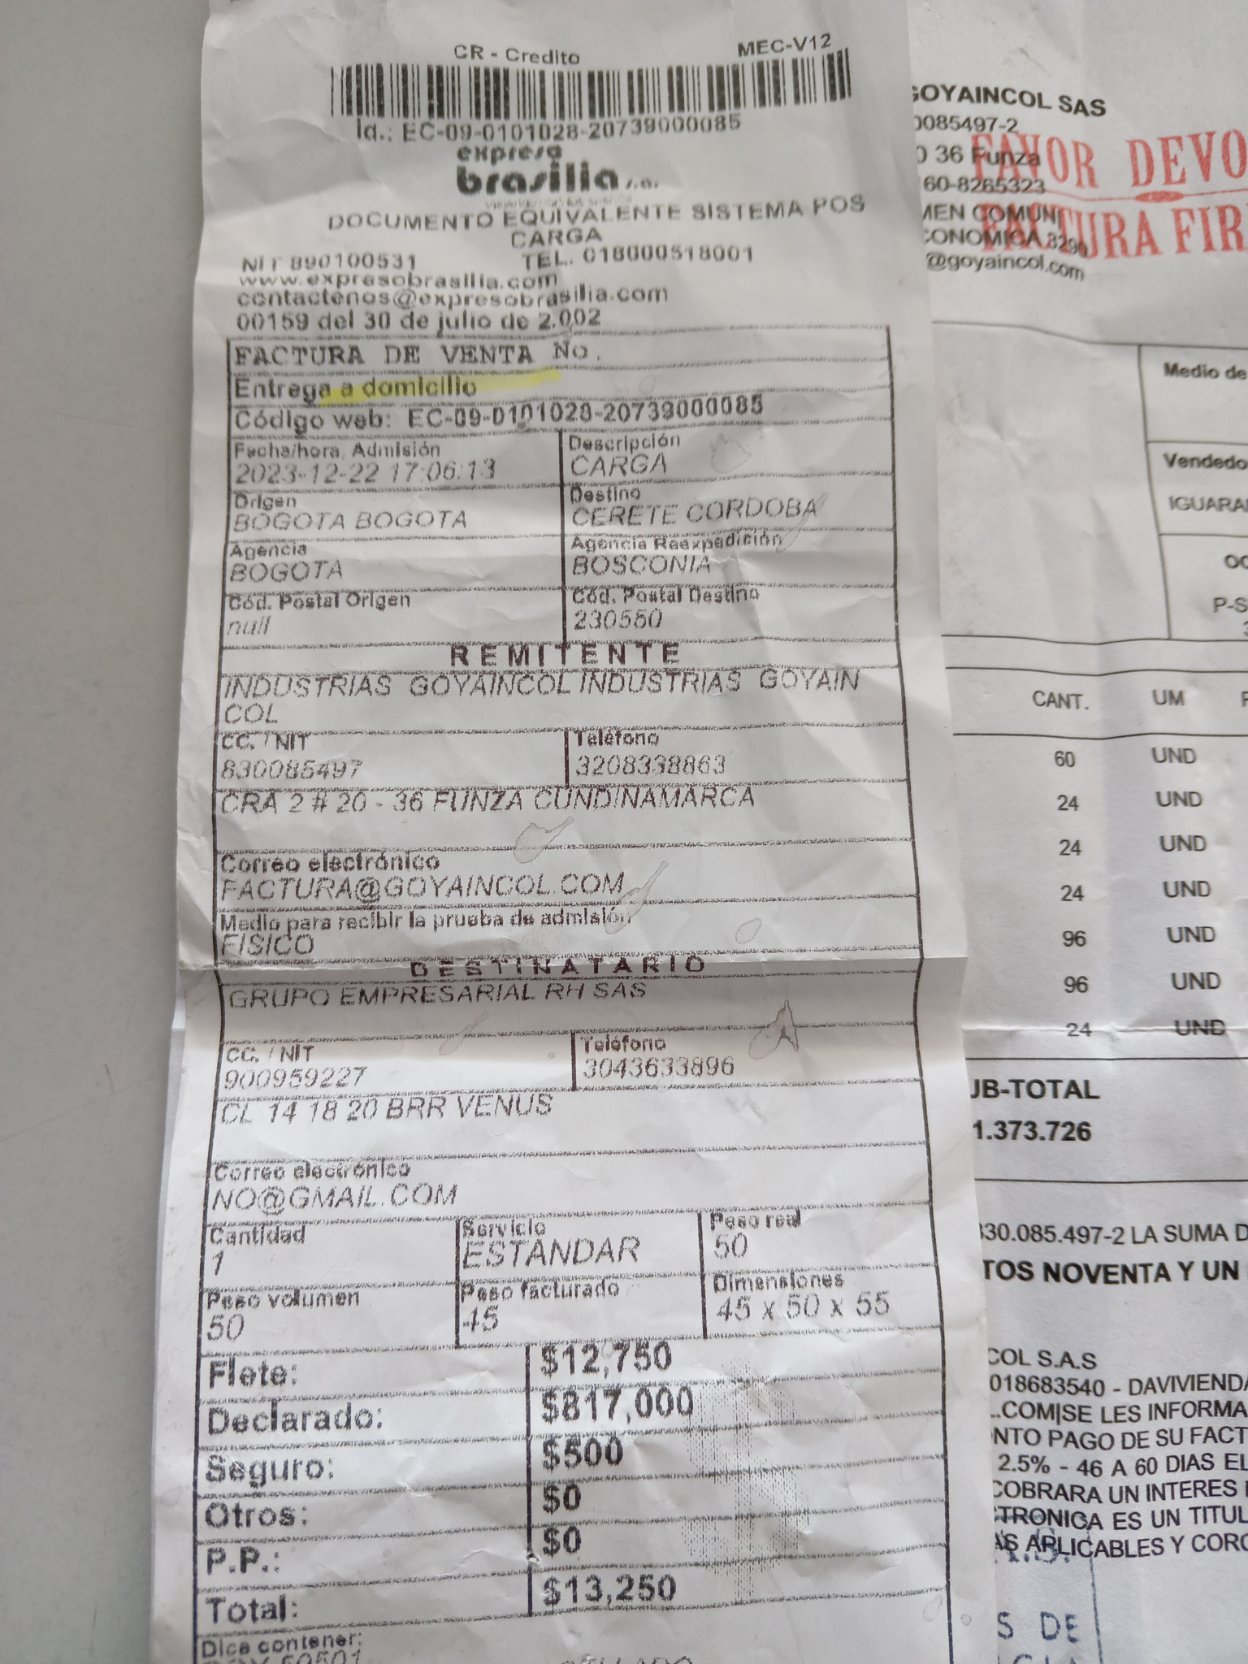 CR - Credito
MEC-V12
Id.: EC-09-0101028-20739000085
expreso
brasilia s.a.
DOCUMENTO EQUIVALENTE SISTEMA POS
CARGA
NIT 890100531 TEL. 018000518001
www.expresobrasilia.com
contactenos@expresobrasilia.com
00159 del 30 de julio de 2.002
FACTURA DE VENTA No.
Entrega a domicilio
Código web: EC-09-0101028-20739000085
Fecha/hora, Admisión
2023-12-22 17:06:13
Descripción
CARGA
Origen
BOGOTA BOGOTA
Destino
CERETE CORDOBA
Agencia
BOGOTA
Agencia Reexpedición
BOSCONIA
Cód. Postal Origen
null
Cód. Postal Destino
230550
REMITENTE
INDUSTRIAS GOYAINCOL INDUSTRIAS GOYAIN
COL
CC. / NIT
830085497
Teléfono
3208338863
CRA 2 # 20 - 36 FUNZA CUNDINAMARCA
Correo electrónico
FACTURA@GOYAINCOL.COM
Medio para recibir la prueba de admisión
FISICO
DESTINATARIO
GRUPO EMPRESARIAL RH SAS
CC. / NIT
900959227
Teléfono
3043633896
CL 14 18 20 BRR VENUS
Correo electrónico
NO@GMAIL.COM
Cantidad
1
Servicio
ESTANDAR
Peso real
50
Peso volumen
50
Peso facturado
45
Dimensiones
45 x 50 x 55
Flete: $12,750
Declarado: $817,000
Seguro: $500
Otros: $0
P.P.: $0
Total: $13,250
Dice contener:
GOYAINCOL SAS
0085497-2
36 Funza
60-8265323
MEN COMUN
CONOMICA 3290
@goyaincol.com
FAVOR DEVO
FACTURA FIR
Medio de
Vendedo
IGUARA
OC
P-S
CANT. UM
60 UND
24 UND
24 UND
24 UND
96 UND
96 UND
24 UND
UB-TOTAL
1.373.726
830.085.497-2 LA SUMA D
TOS NOVENTA Y UN
COL S.A.S
018683540 - DAVIVIENDA
.COM|SE LES INFORMA
NTO PAGO DE SU FACT
2.5% - 46 A 60 DIAS EL
COBRARA UN INTERES
TRONICA ES UN TITUL
AS APLICABLES Y CORO
S DE